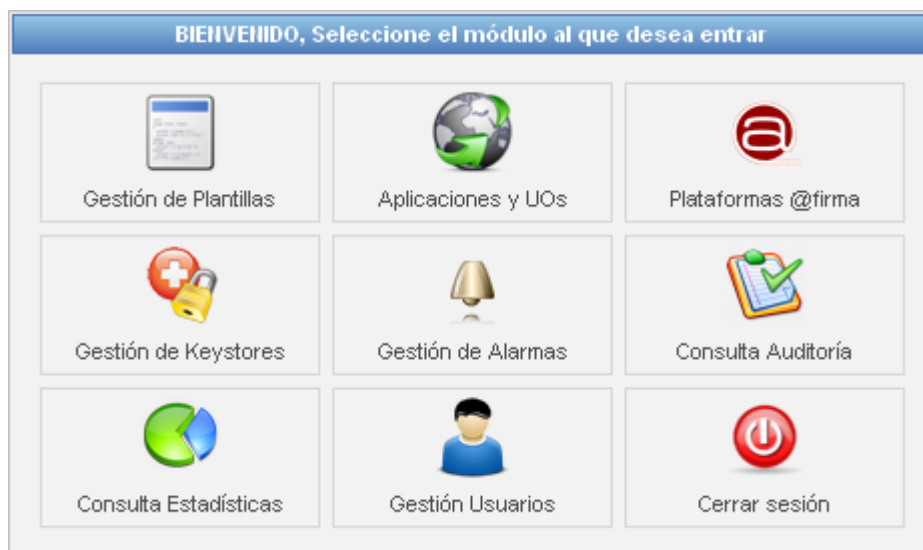 BIENVENIDO, Seleccione el módulo al que desea entrar
Gestión de Plantillas
Aplicaciones y UOs
Plataformas @firma
Gestión de Keystores
Gestión de Alarmas
Consulta Auditoría
Consulta Estadísticas
Gestión Usuarios
Cerrar sesión